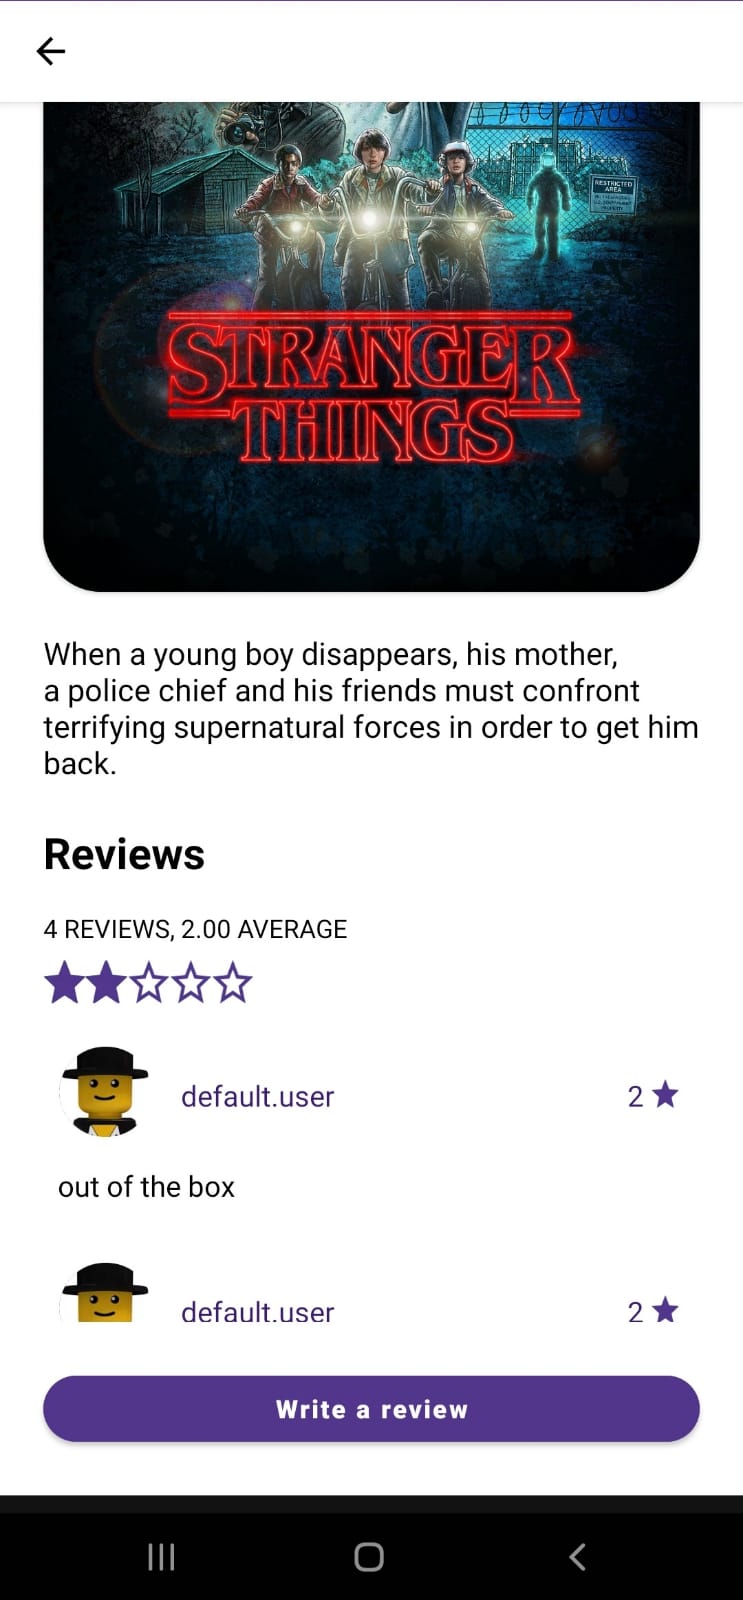 RESTRICTED
AREA
STRANGER
THINGS
When a young boy disappears, his mother,
a police chief and his friends must confront
terrifying supernatural forces in order to get him
back.
Reviews
4 REVIEWS, 2.00 AVERAGE
default.user
2
out of the box
default.user
2
Write a review